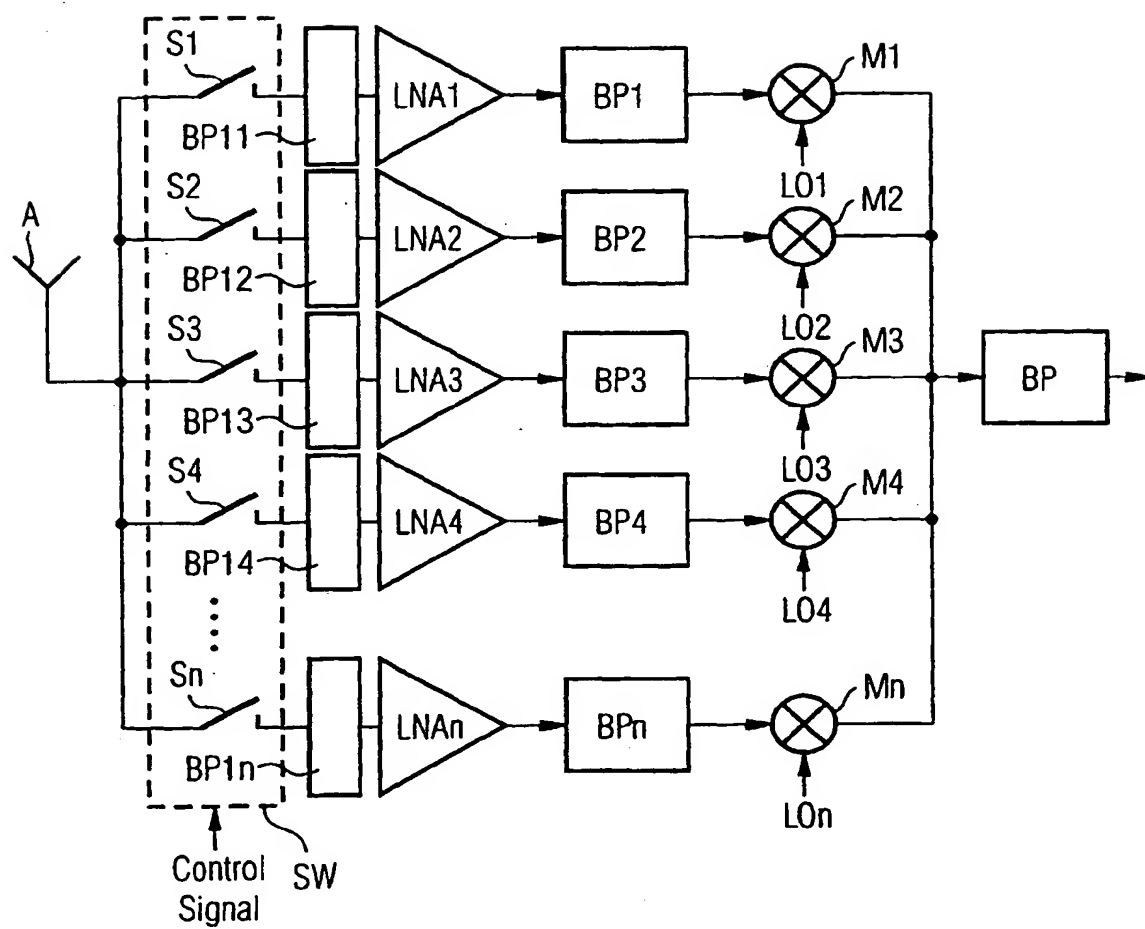 S1
LNA1
BP1
M1
BP11
LO1
S2
M2
A
LNA2
BP2
BP12
LO2
S3
M3
LNA3
BP3
BP
BP13
LO3
S4
M4
LNA4
BP4
BP14
LO4
Sn
Mn
LNAn
BPn
BP1n
LOn
Control
Signal
SW